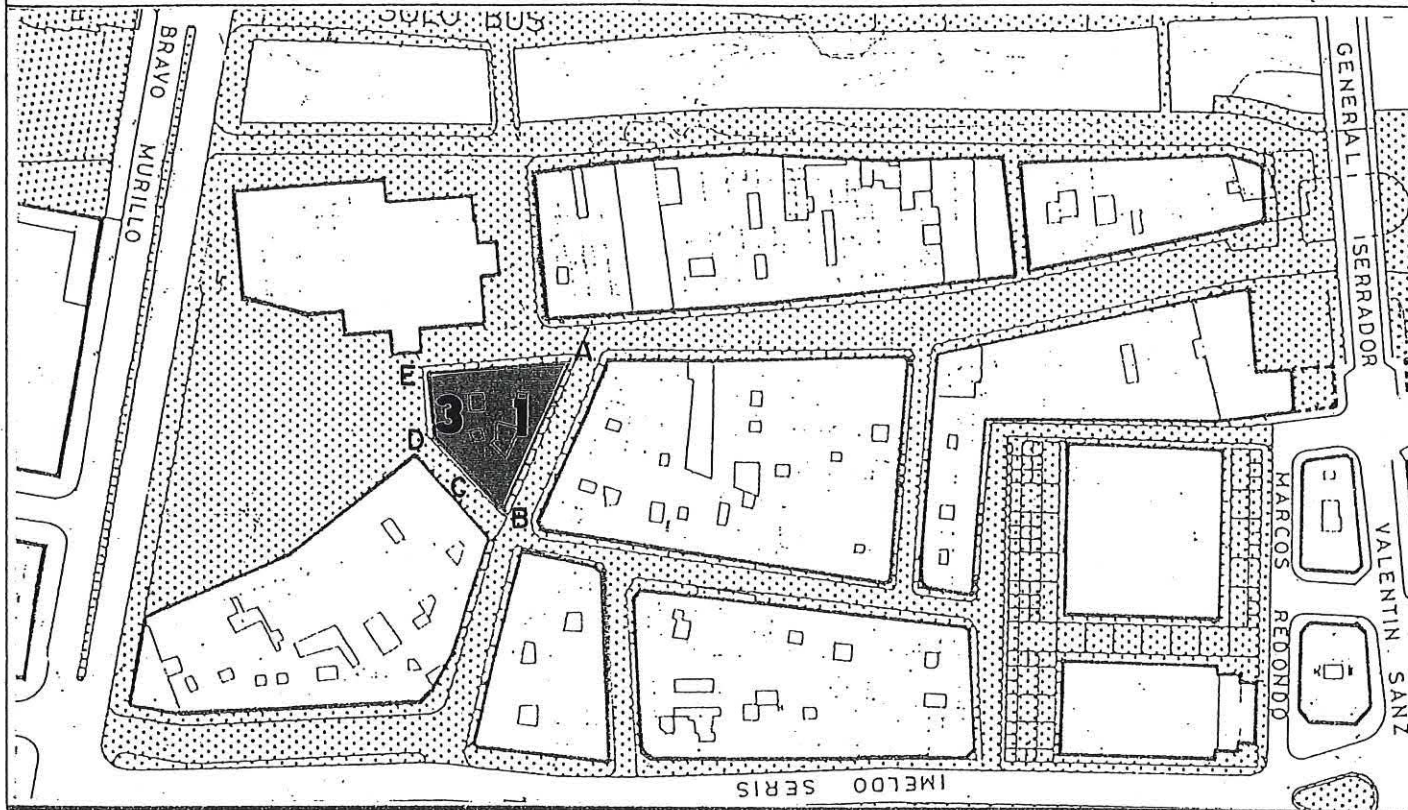 SOLO BUS
BRAVO MURILLO
GENERAL I ISERRADOR
A
E
3 1
D
C
B
MARCOS REDONDO
VALENTIN SANZ
IMELDO SERIS